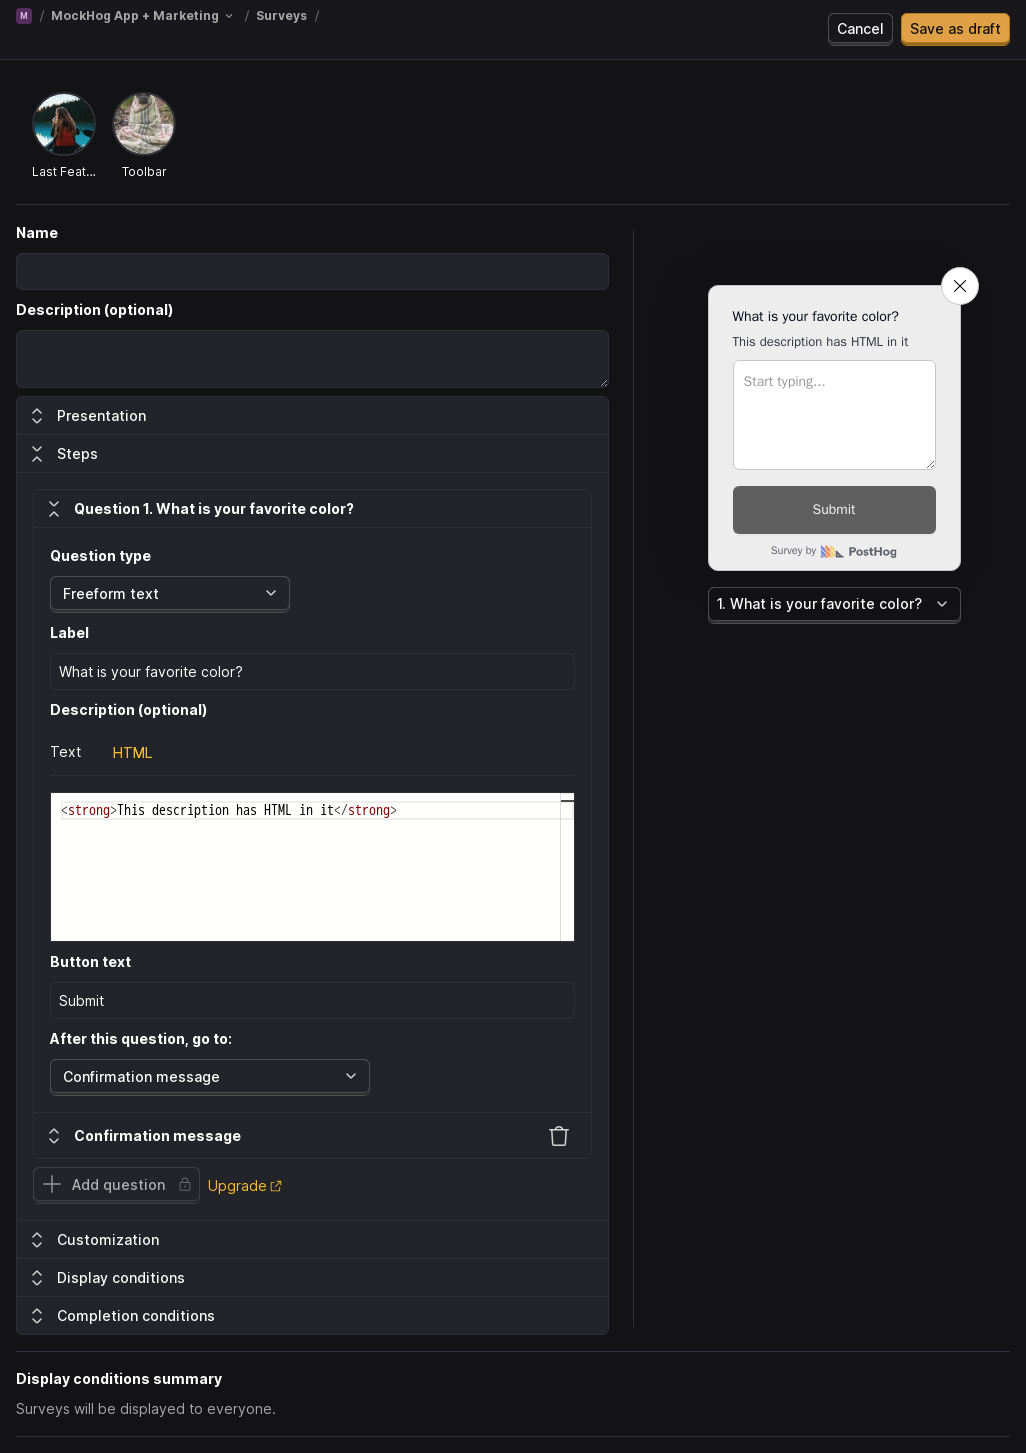 M / MockHog App + Marketing / Surveys /
Cancel
Save as draft
Last Feat...
Toolbar
Name
Description (optional)
Presentation
Steps
Question 1. What is your favorite color?
Question type
Freeform text
Label
What is your favorite color?
Description (optional)
Text
HTML
<strong>This description has HTML in it</strong>
Button text
Submit
After this question, go to:
Confirmation message
Confirmation message
Add question
Upgrade
Customization
Display conditions
Completion conditions
What is your favorite color?
This description has HTML in it
Start typing...
Submit
Survey by PostHog
1. What is your favorite color?
Display conditions summary
Surveys will be displayed to everyone.